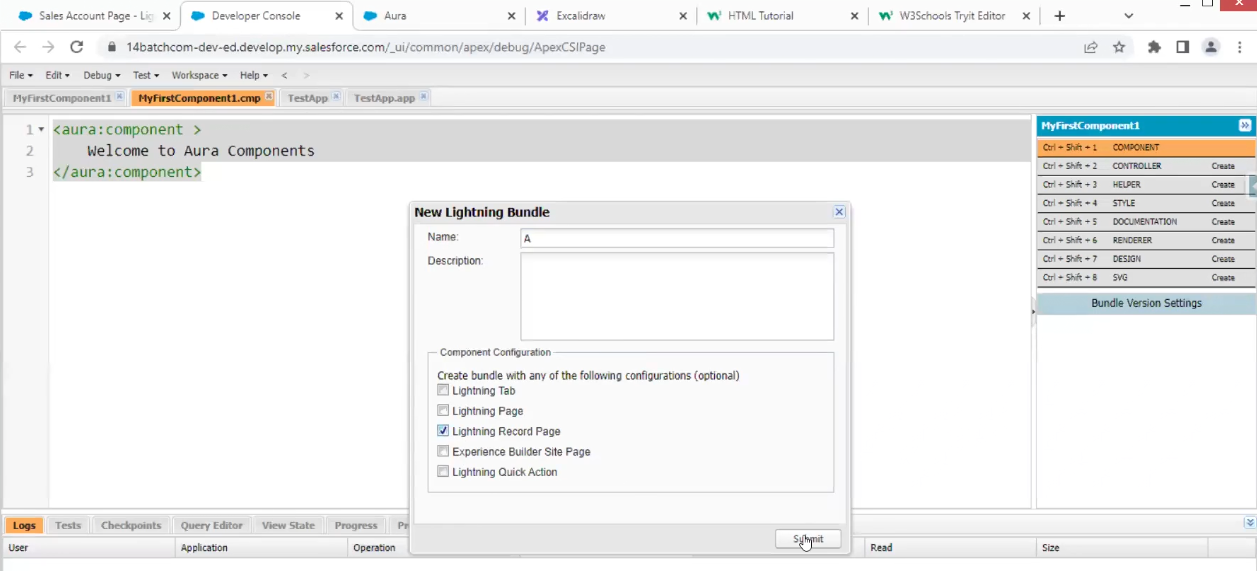 Sales Account Page - Lig
Developer Console
Aura
Excalidraw
HTML Tutorial
W3Schools Tryit Editor
14batchcom-dev-ed.develop.my.salesforce.com/_ui/common/apex/debug/ApexCSIPage
File Edit Debug Test Workspace Help < >
MyFirstComponent1 MyFirstComponent1.cmp TestApp TestApp.app
1 <aura:component >
2 Welcome to Aura Components
3 </aura:component>
MyFirstComponent1
Ctrl + Shift + 1 COMPONENT
Ctrl + Shift + 2 CONTROLLER Create
Ctrl + Shift + 3 HELPER Create
Ctrl + Shift + 4 STYLE Create
Ctrl + Shift + 5 DOCUMENTATION Create
Ctrl + Shift + 6 RENDERER Create
Ctrl + Shift + 7 DESIGN Create
Ctrl + Shift + 8 SVG Create
Bundle Version Settings
New Lightning Bundle
Name: A
Description:
Component Configuration
Create bundle with any of the following configurations (optional)
Lightning Tab
Lightning Page
Lightning Record Page
Experience Builder Site Page
Lightning Quick Action
Submit
Logs Tests Checkpoints Query Editor View State Progress
User Application Operation Read Size